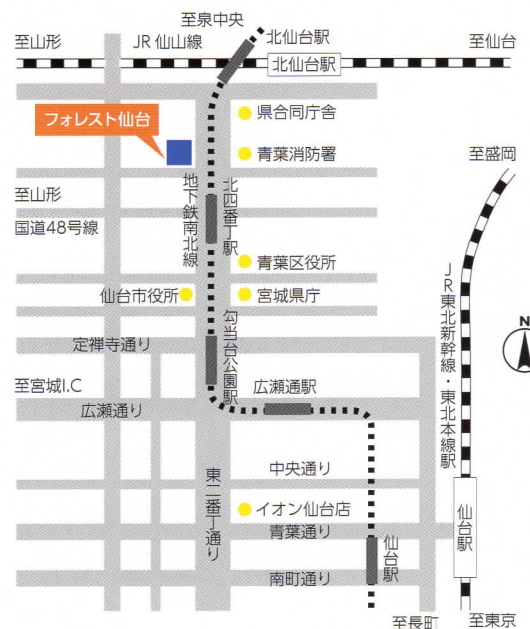 至泉中央
至山形
JR仙山線
北仙台駅
至仙台
北仙台駅
県合同庁舎
フォレスト仙台
青葉消防署
至盛岡
至山形
国道48号線
地下鉄南北線
北四番丁駅
青葉区役所
仙台市役所
宮城県庁
勾当台公園駅
定禅寺通り
JR東北新幹線・東北本線駅
N
至宮城I.C
広瀬通駅
広瀬通り
中央通り
東二番丁通り
イオン仙台店
青葉通り
仙台駅
仙台駅
南町通り
至長町
至東京